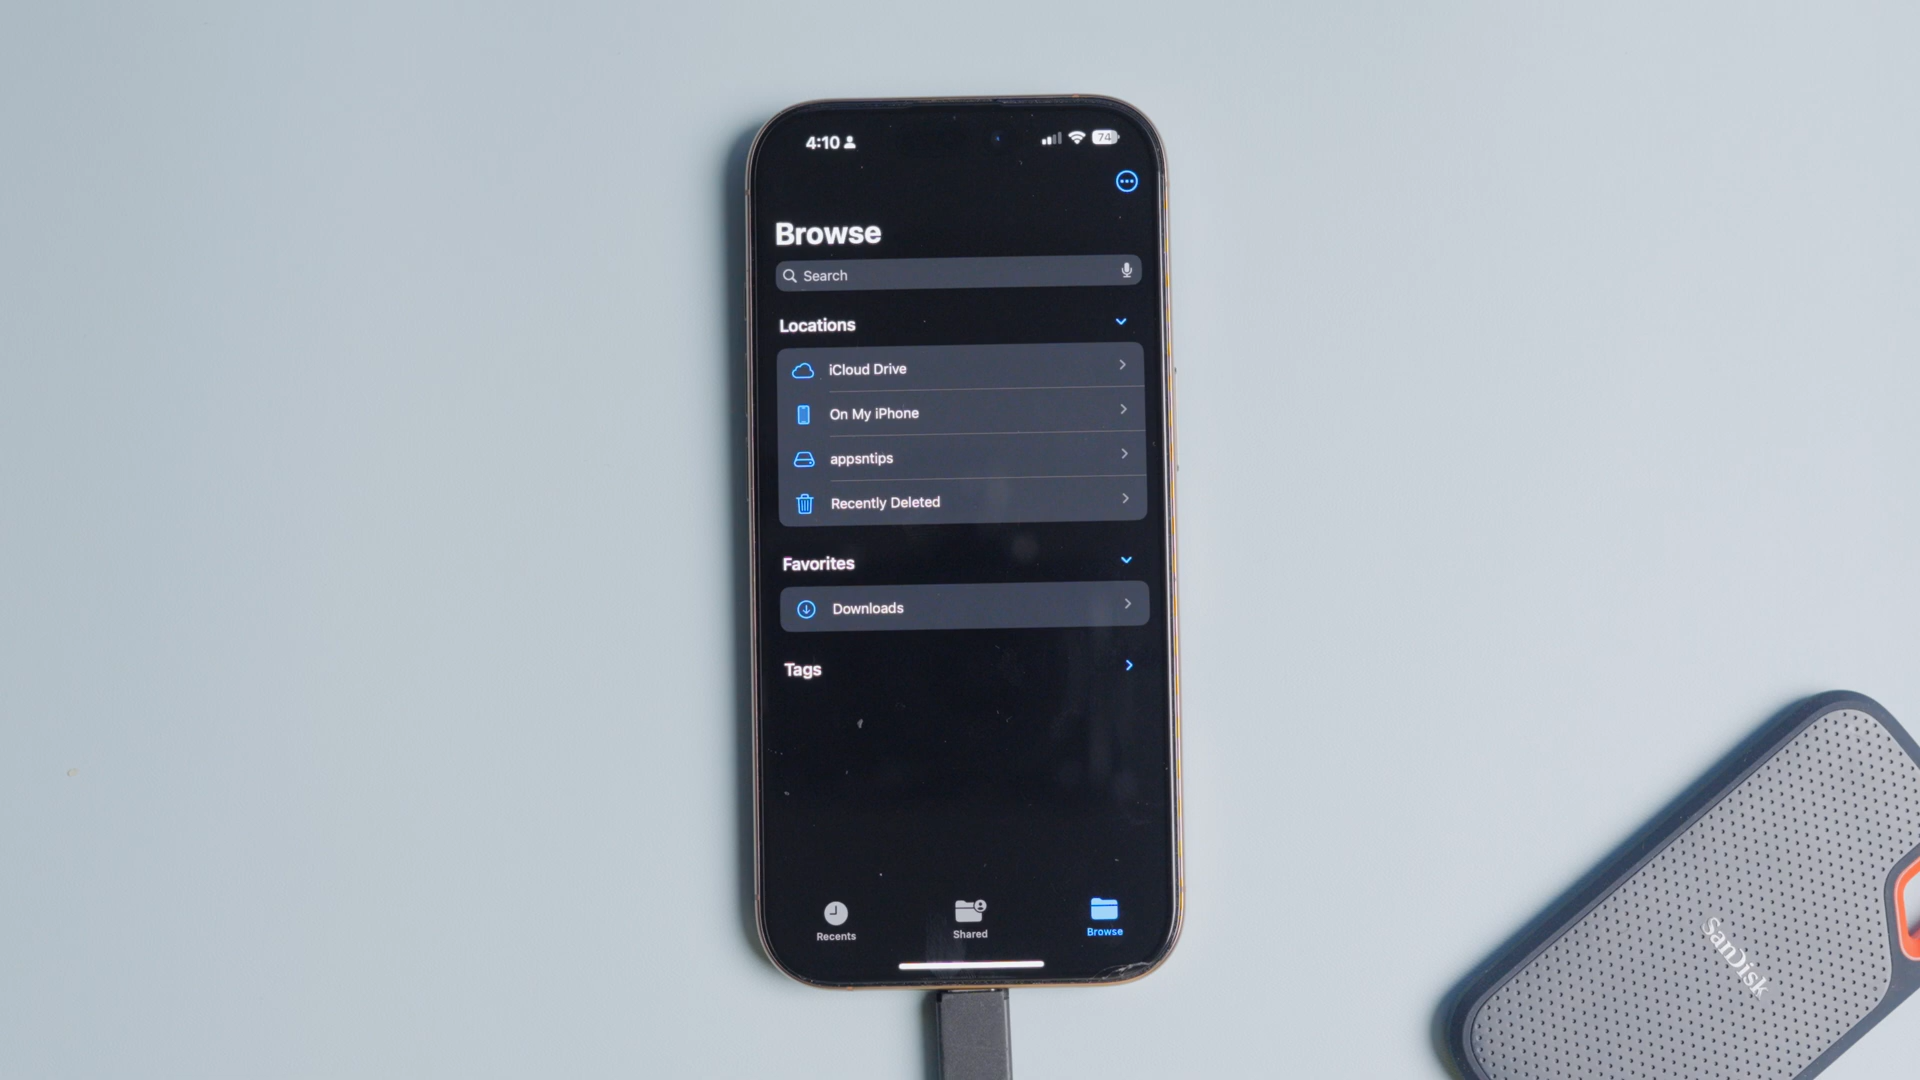 4:10
74
Browse
Search
Locations
iCloud Drive
On My iPhone
appsntips
Recently Deleted
Favorites
Downloads
Tags
Recents
Shared
Browse
SanDisk